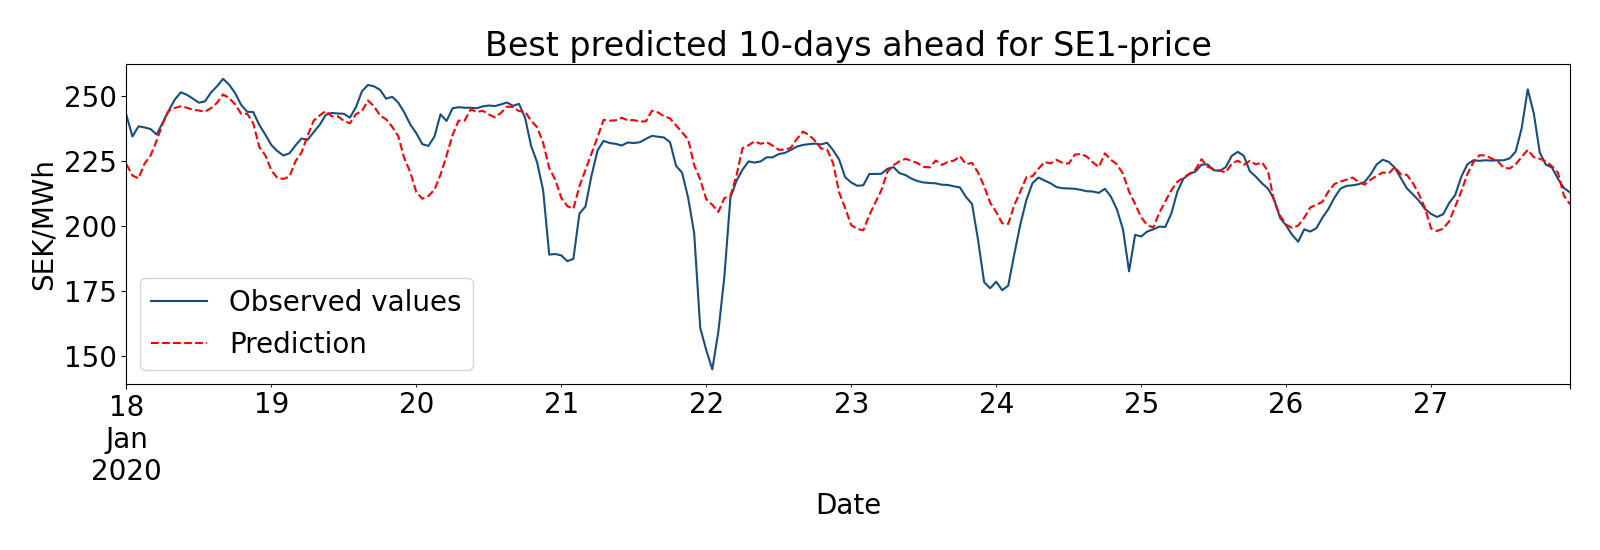 Best predicted 10-days ahead for SE1-price
SEK/MWh
250
225
200
175
150
Observed values
Prediction
18 19 20 21 22 23 24 25 26 27
Jan
2020
Date